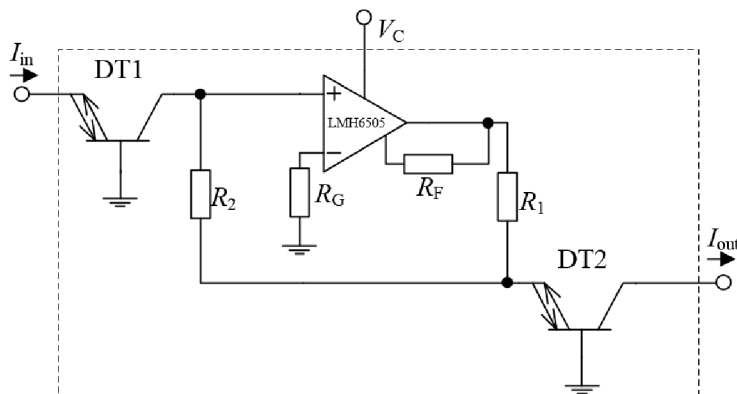 V_C
I_in
DT1
+
LMH6505
−
R_2
R_G
R_F
R_1
I_out
DT2